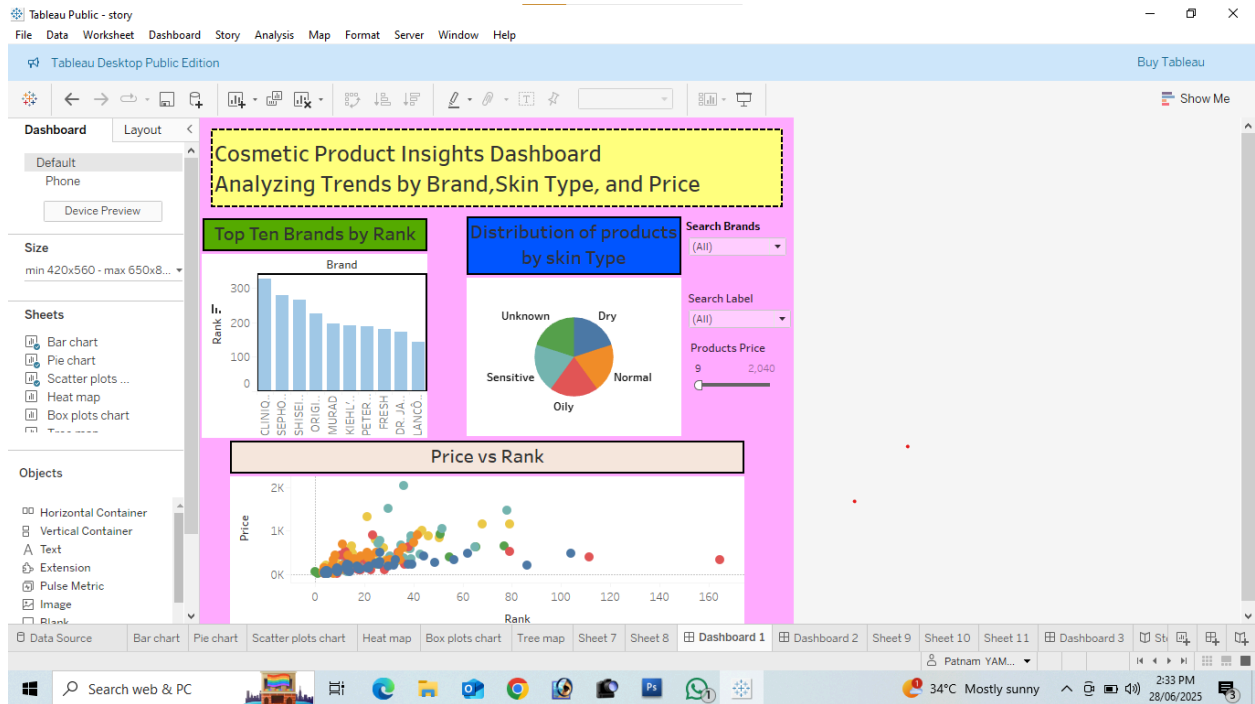 Tableau Public - story
File Data Worksheet Dashboard Story Analysis Map Format Server Window Help
Tableau Desktop Public Edition
Buy Tableau
Show Me
Dashboard Layout
Default
Phone
Device Preview
Size
min 420x560 - max 650x8...
Sheets
Bar chart
Pie chart
Scatter plots ...
Heat map
Box plots chart
Tree map
Objects
Horizontal Container
Vertical Container
Text
Extension
Pulse Metric
Image
Blank
Cosmetic Product Insights Dashboard
Analyzing Trends by Brand,Skin Type, and Price
Top Ten Brands by Rank
Brand
Rank
300
200
100
0
CLINIQ..
SEPHO..
SHISEI..
ORIGI..
MURAD
KIEHL'..
PETER..
FRESH
DR. JA..
LANCÔ..
Distribution of products
by skin Type
Unknown
Dry
Sensitive
Normal
Oily
Search Brands
(All)
Search Label
(All)
Products Price
9 2,040
Price vs Rank
Price
2K
1K
0K
0 20 40 60 80 100 120 140 160
Rank
Data Source Bar chart Pie chart Scatter plots chart Heat map Box plots chart Tree map Sheet 7 Sheet 8 Dashboard 1 Dashboard 2 Sheet 9 Sheet 10 Sheet 11 Dashboard 3 St
Patnam YAM...
Search web & PC
Ps
1
1
34°C Mostly sunny
2:33 PM
28/06/2025
3